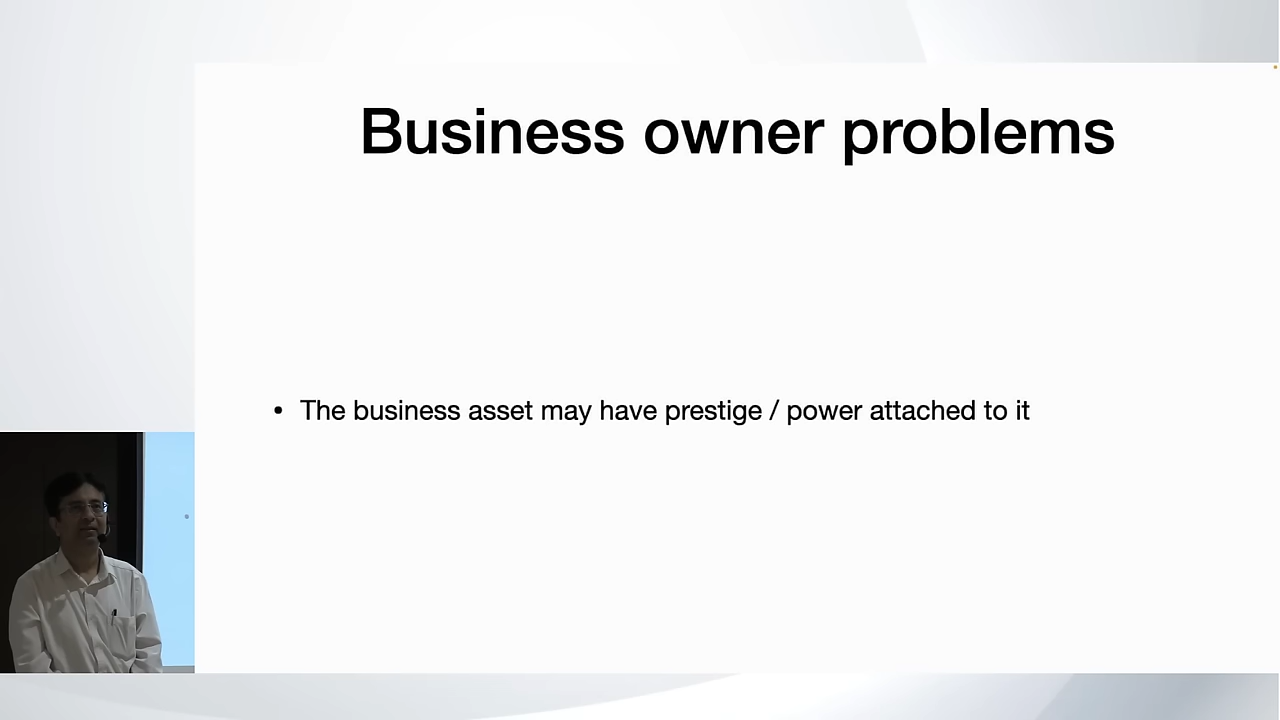 Business owner problems
• The business asset may have prestige / power attached to it